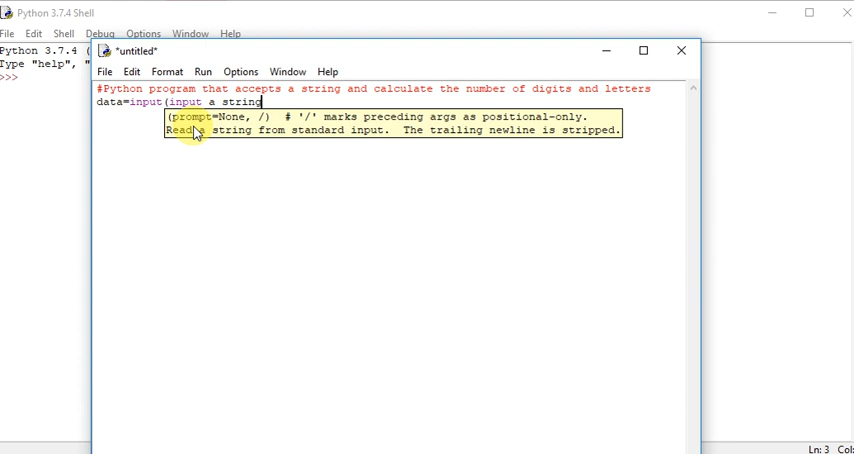 Python 3.7.4 Shell
File Edit Shell Debug Options Window Help
Python 3.7.4 (
Type "help", "
>>>
*untitled*
File Edit Format Run Options Window Help
#Python program that accepts a string and calculate the number of digits and letters
data=input(input a string
(prompt=None, /) # '/' marks preceding args as positional-only.
Read a string from standard input. The trailing newline is stripped.
Ln: 3 Col: